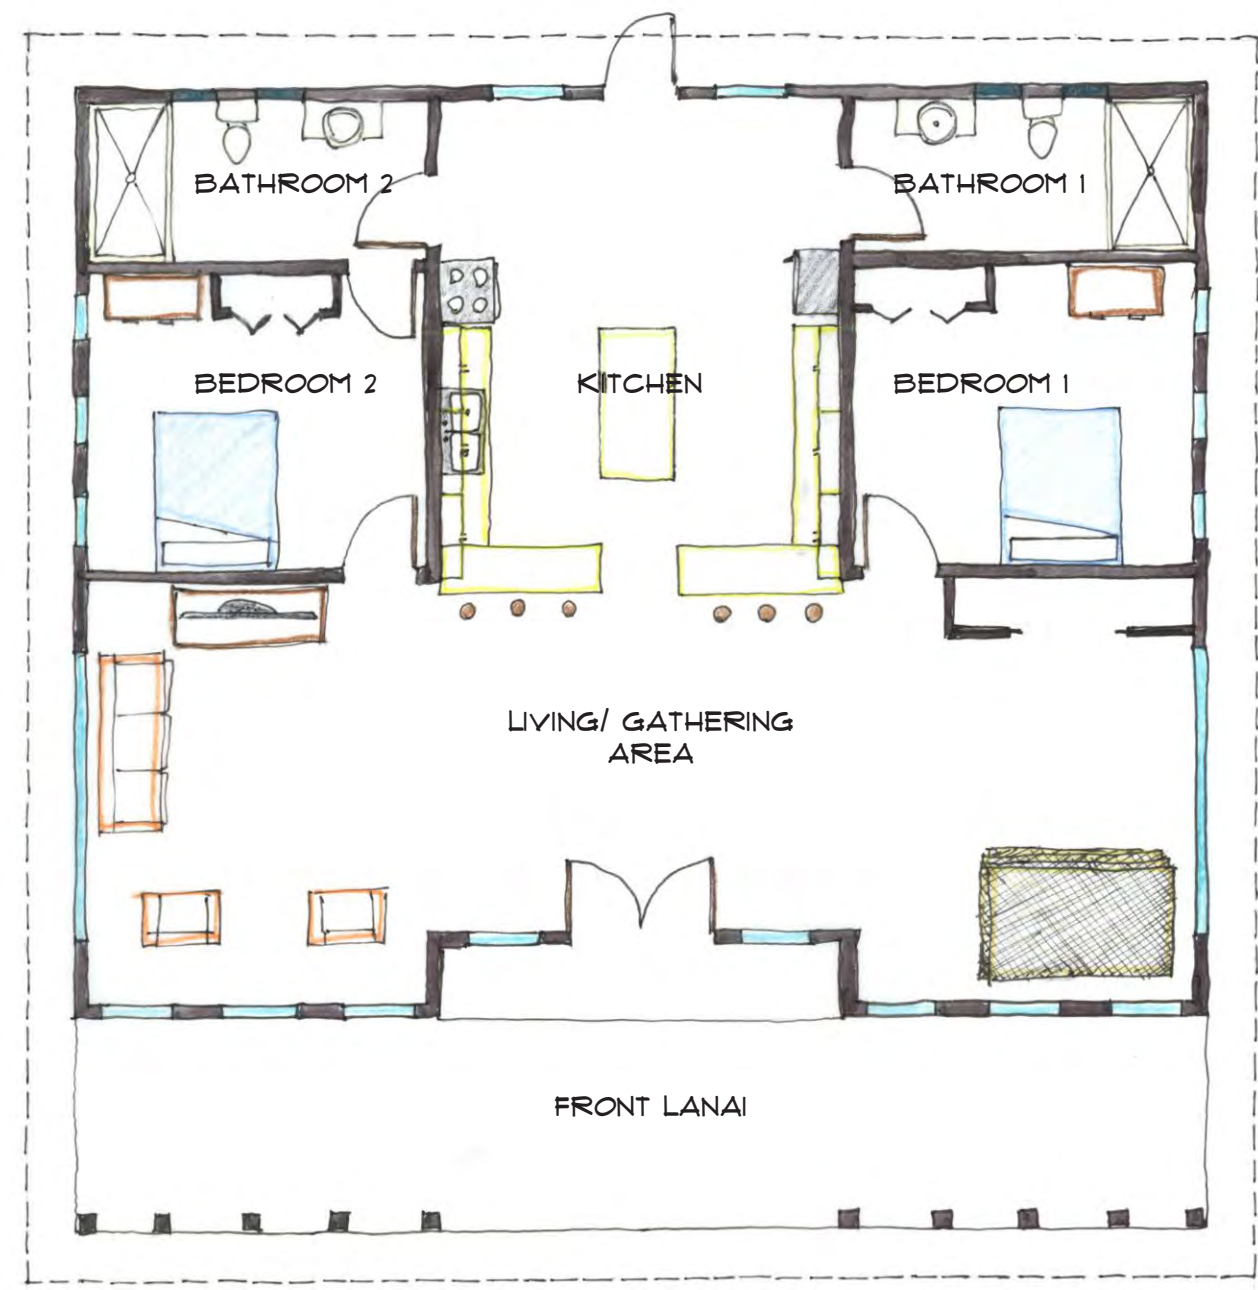 BATHROOM 2
BATHROOM 1
BEDROOM 2
KITCHEN
BEDROOM 1
LIVING/ GATHERING
AREA
FRONT LANAI